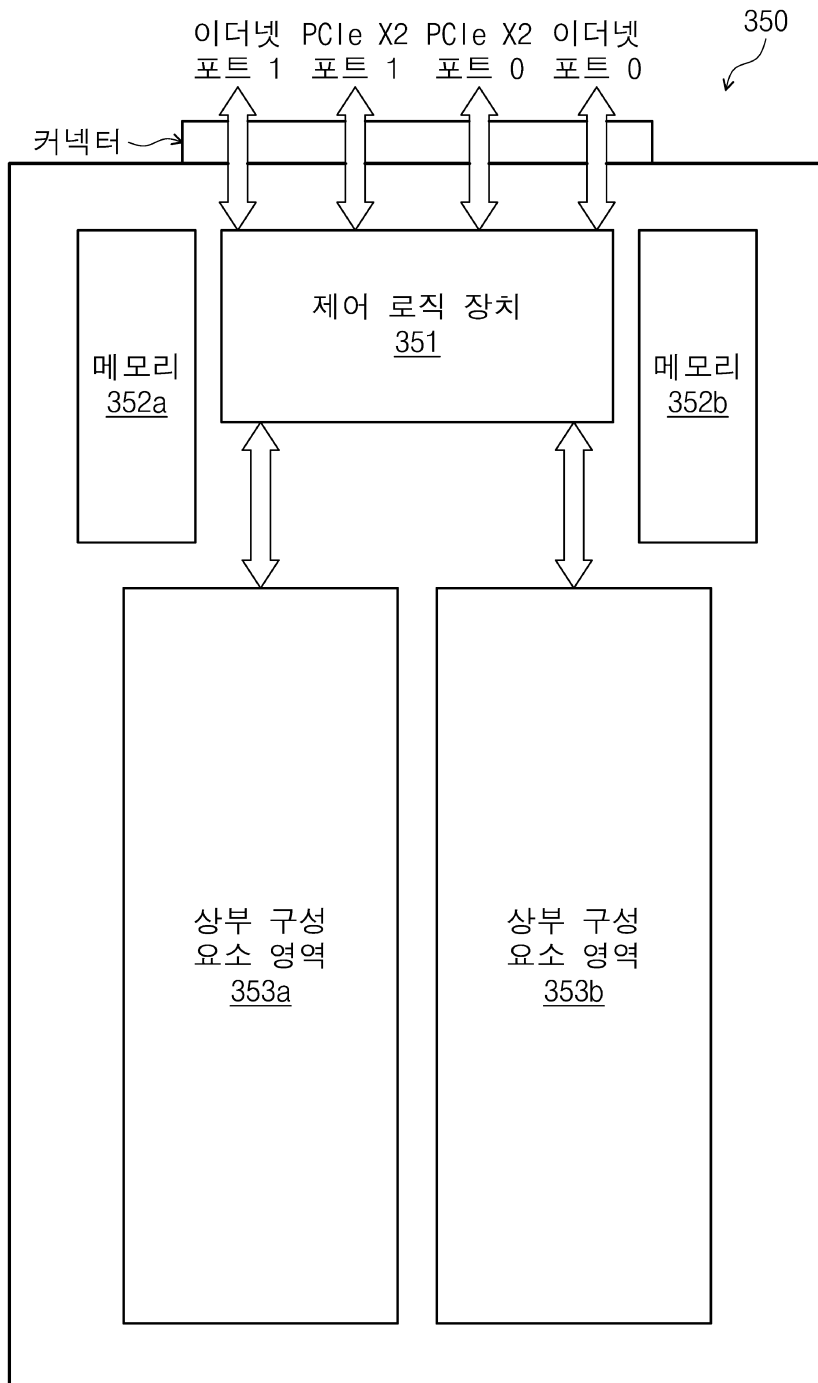 350
이더넷 PCIe X2 PCIe X2 이더넷
포트 1 포트 1 포트 0 포트 0
커넥터
제어 로직 장치
351
메모리
352a
메모리
352b
상부 구성
요소 영역
353a
상부 구성
요소 영역
353b